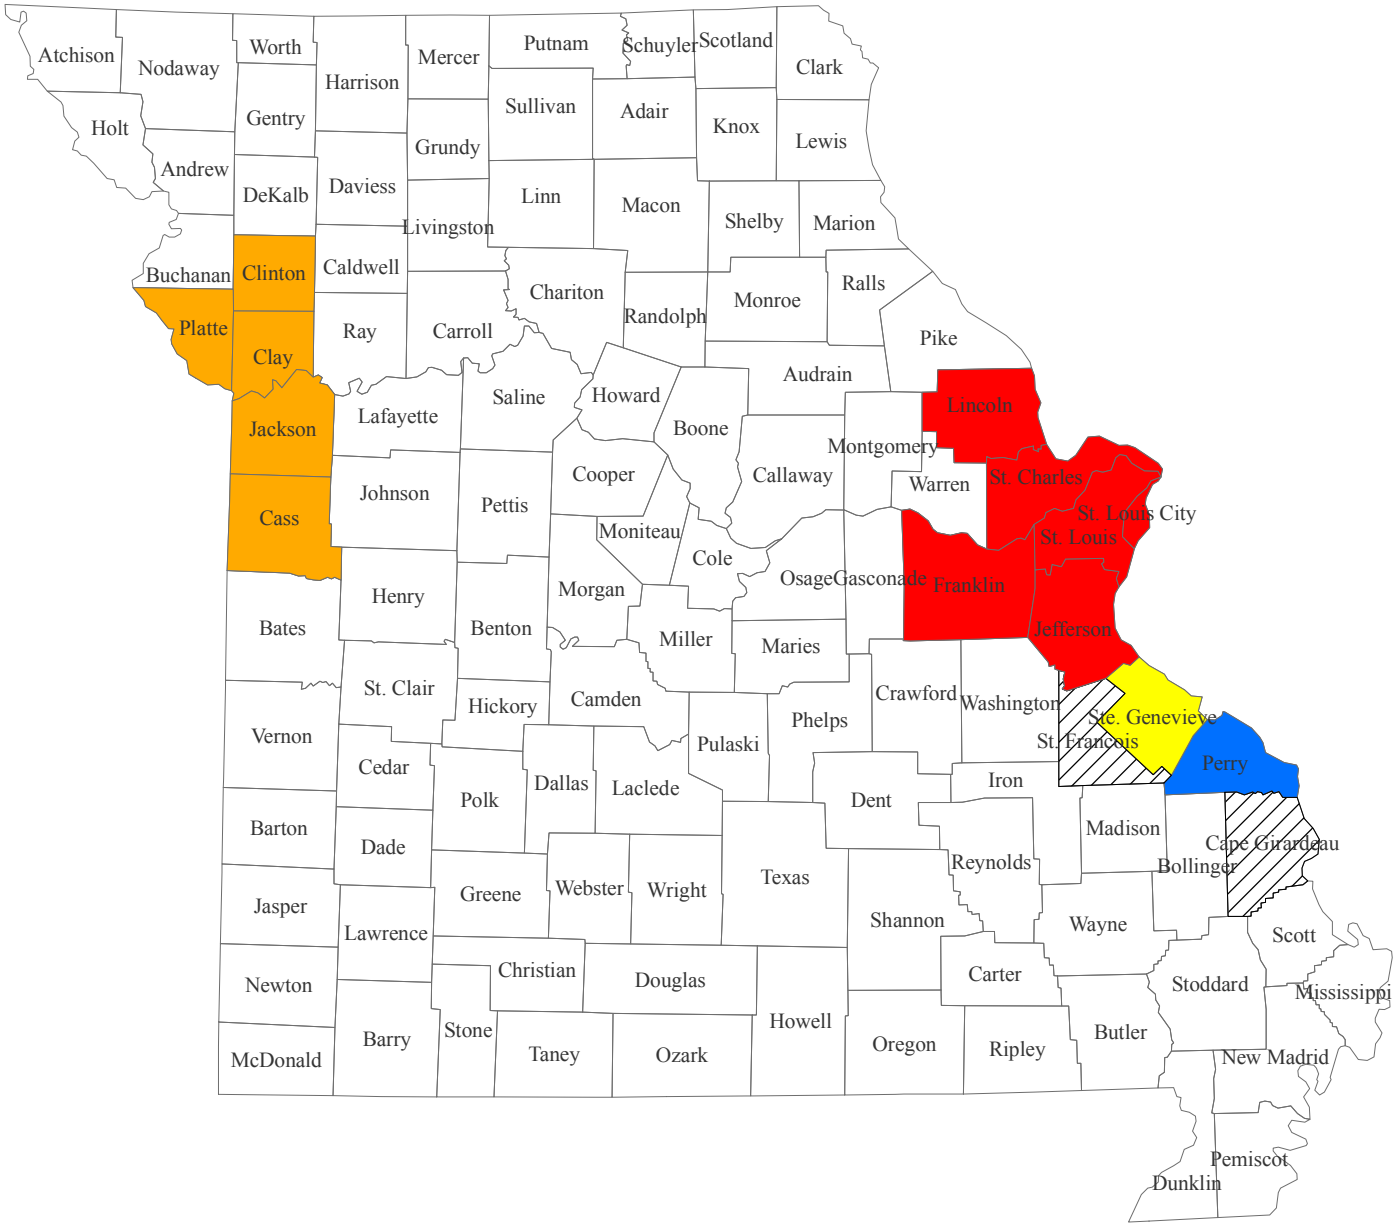 Atchison
Nodaway
Worth
Harrison
Mercer
Putnam
Schuyler
Scotland
Clark
Holt
Gentry
Sullivan
Adair
Knox
Lewis
Andrew
DeKalb
Daviess
Grundy
Linn
Macon
Shelby
Marion
Livingston
Buchanan
Clinton
Caldwell
Chariton
Randolph
Monroe
Ralls
Platte
Clay
Ray
Carroll
Pike
Audrain
Jackson
Lafayette
Saline
Howard
Boone
Lincoln
Montgomery
Callaway
Warren
St. Charles
Cass
Johnson
Pettis
Cooper
Moniteau
Cole
St. Louis City
St. Louis
Osage
Gasconade
Franklin
Bates
Henry
Benton
Morgan
Miller
Maries
Jefferson
St. Clair
Hickory
Camden
Pulaski
Phelps
Crawford
Washington
Ste. Genevieve
St. Francois
Vernon
Cedar
Polk
Dallas
Laclede
Dent
Iron
Perry
Barton
Dade
Greene
Webster
Wright
Texas
Reynolds
Madison
Bollinger
Cape Girardeau
Jasper
Lawrence
Christian
Douglas
Shannon
Wayne
Scott
Newton
Carter
Stoddard
Mississippi
McDonald
Barry
Stone
Taney
Ozark
Howell
Oregon
Ripley
Butler
New Madrid
Pemiscot
Dunklin